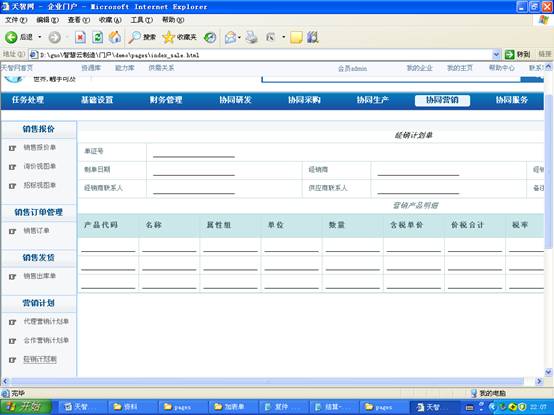 天智网 - 企业门户 - Microsoft Internet Explorer
文件(F) 编辑(E) 查看(V) 收藏(A) 工具(T) 帮助(H)
后退 搜索 收藏夹
地址(D) D:\guo\智慧云制造\门户\demo\pages\index_sale.html 转到 链接
天智网首页 资源库 能力库 供需关系 会员admin 我的企业 我的主页 帮助中心
世界,触手可及
任务处理 基础设置 财务管理 协同研发 协同采购 协同生产 协同营销 协同服务
销售报价
销售报价单
询价视图单
招标视图单
销售订单管理
销售订单
销售发货
销售出库单
营销计划
代理营销计划单
合作营销计划单
经销计划单
经销计划单
单证号
制单日期 经销商
经销商联系人 供应商联系人 备注
营销产品明细
产品代码 名称 属性组 单位 数量 含税单价 价税合计 税率
完毕 我的电脑
开始 天智... 资料 pages 加表单 复件 结算- pages 天智... 22:07